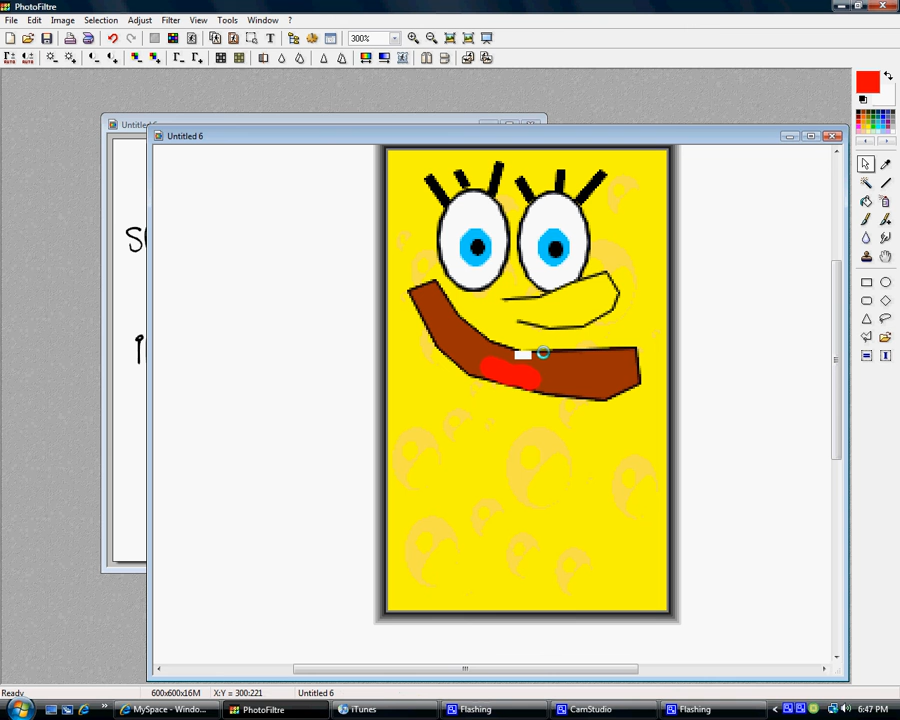 PhotoFiltre
File Edit Image Selection Adjust Filter View Tools Window ?
300%
Untitled 6
Ready 600x600x16M X:Y = 300:221 Untitled 6
MySpace - Windo... PhotoFiltre iTunes Flashing CamStudio Flashing 6:47 PM